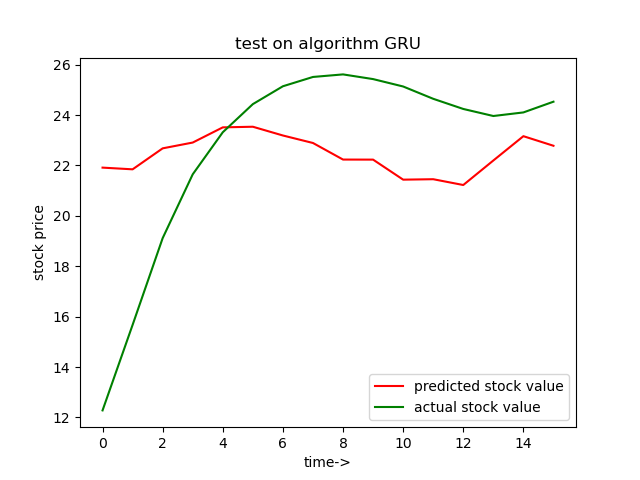 test on algorithm GRU
26
24
22
20
18
16
14
12
stock price
predicted stock value
actual stock value
0 2 4 6 8 10 12 14
time->